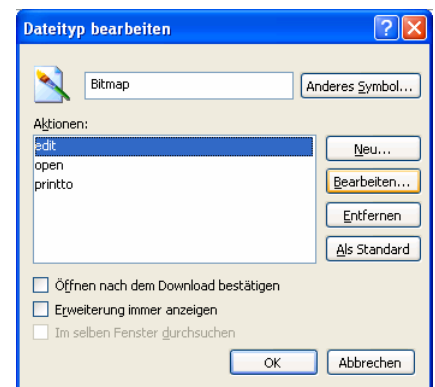 Dateityp bearbeiten
Bitmap
Anderes Symbol...
Aktionen:
edit
open
printto
Neu...
Bearbeiten...
Entfernen
Als Standard
Öffnen nach dem Download bestätigen
Erweiterung immer anzeigen
Im selben Fenster durchsuchen
OK
Abbrechen